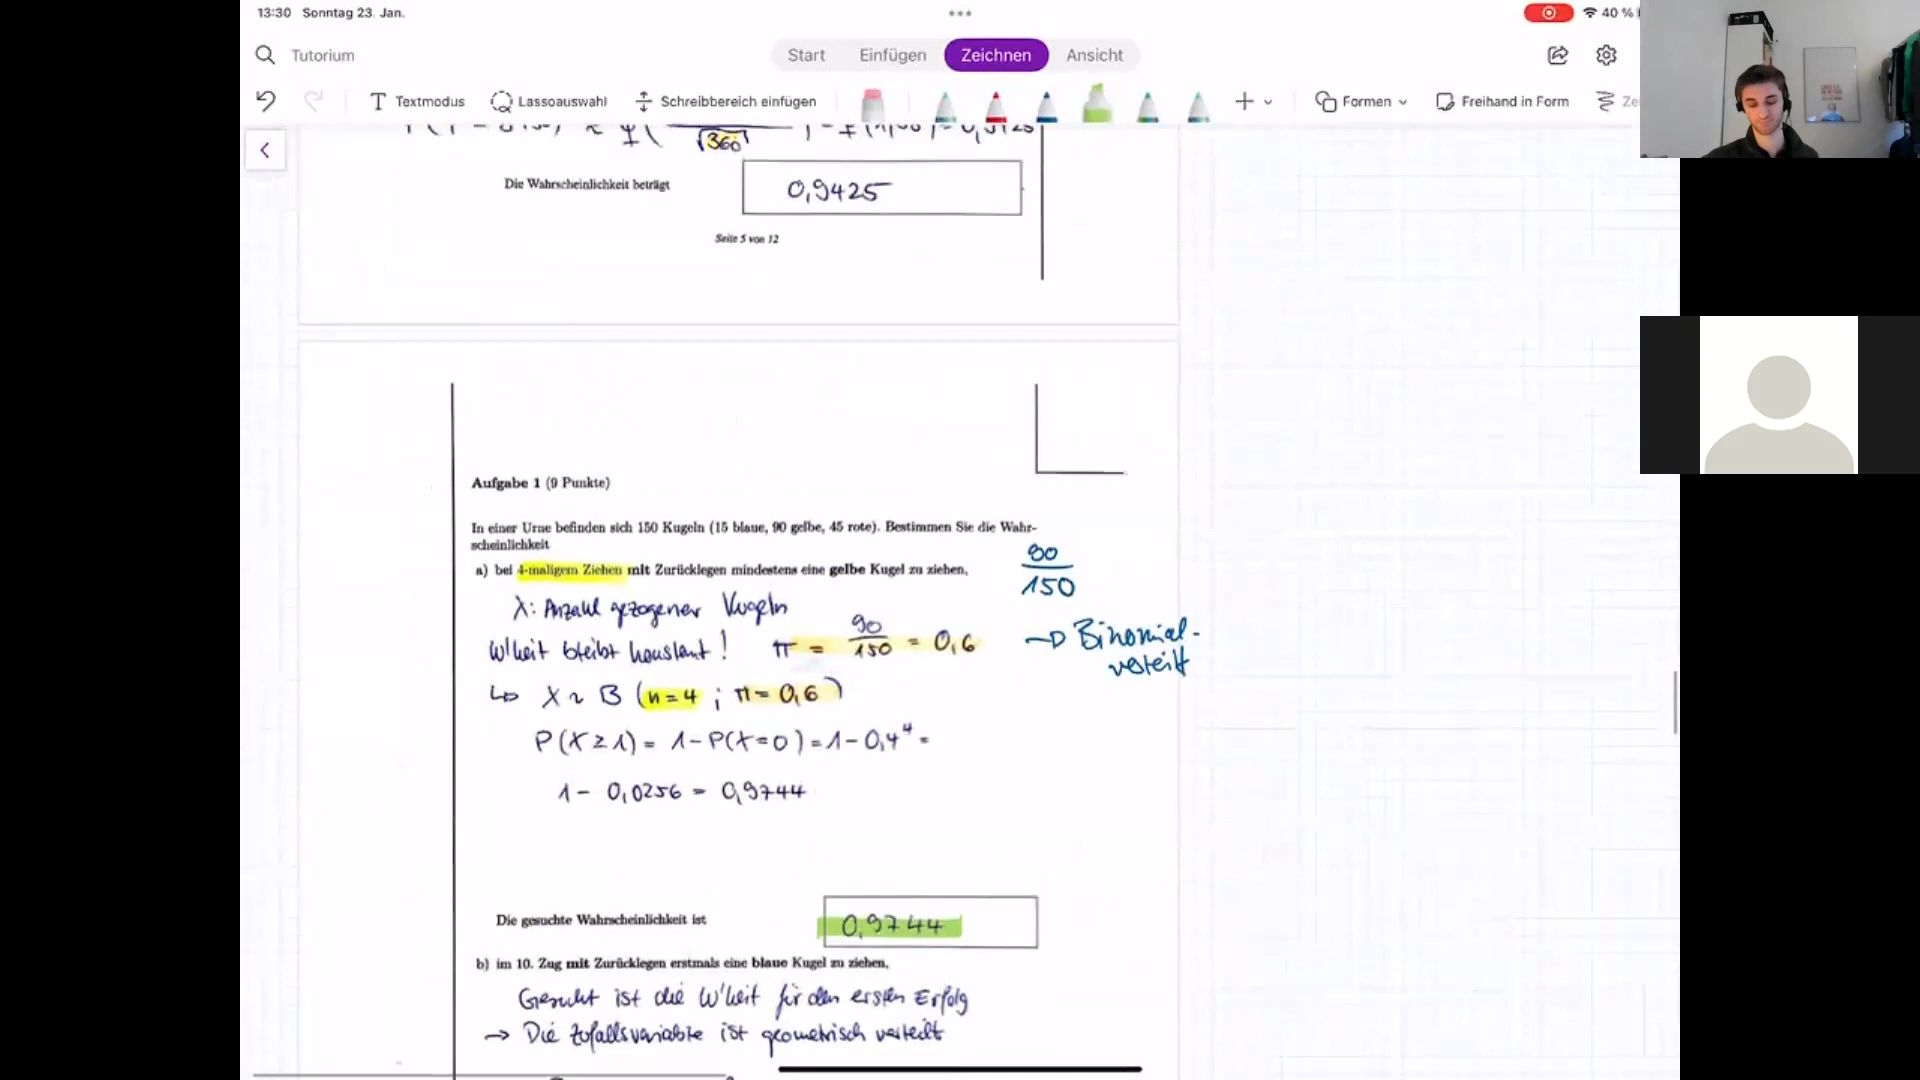 13:30 Sonntag 23. Jan.
40 %
Tutorium
Start Einfügen Zeichnen Ansicht
Textmodus Lassoauswahl Schreibbereich einfügen Formen Freihand in Form
√360
Die Wahrscheinlichkeit beträgt 0,9425
Seite 5 von 12
Aufgabe 1 (9 Punkte)
In einer Urne befinden sich 150 Kugeln (15 blaue, 90 gelbe, 45 rote). Bestimmen Sie die Wahr-
scheinlichkeit
a) bei 4-maligem Ziehen mit Zurücklegen mindestens eine gelbe Kugel zu ziehen,
90/150
X: Anzahl gezogener Kugeln
W'keit bleibt konstant! π = 90/150 = 0,6
→ Binomial-
verteilt
↳ X ~ B (n = 4 ; π = 0,6)
P(X ≥ 1) = 1 - P(X = 0) = 1 - 0,4⁴ =
1 - 0,0256 = 0,9744
Die gesuchte Wahrscheinlichkeit ist 0,9744
b) im 10. Zug mit Zurücklegen erstmals eine blaue Kugel zu ziehen,
Gesucht ist die W'keit für den ersten Erfolg
→ Die Zufallsvariable ist geometrisch verteilt